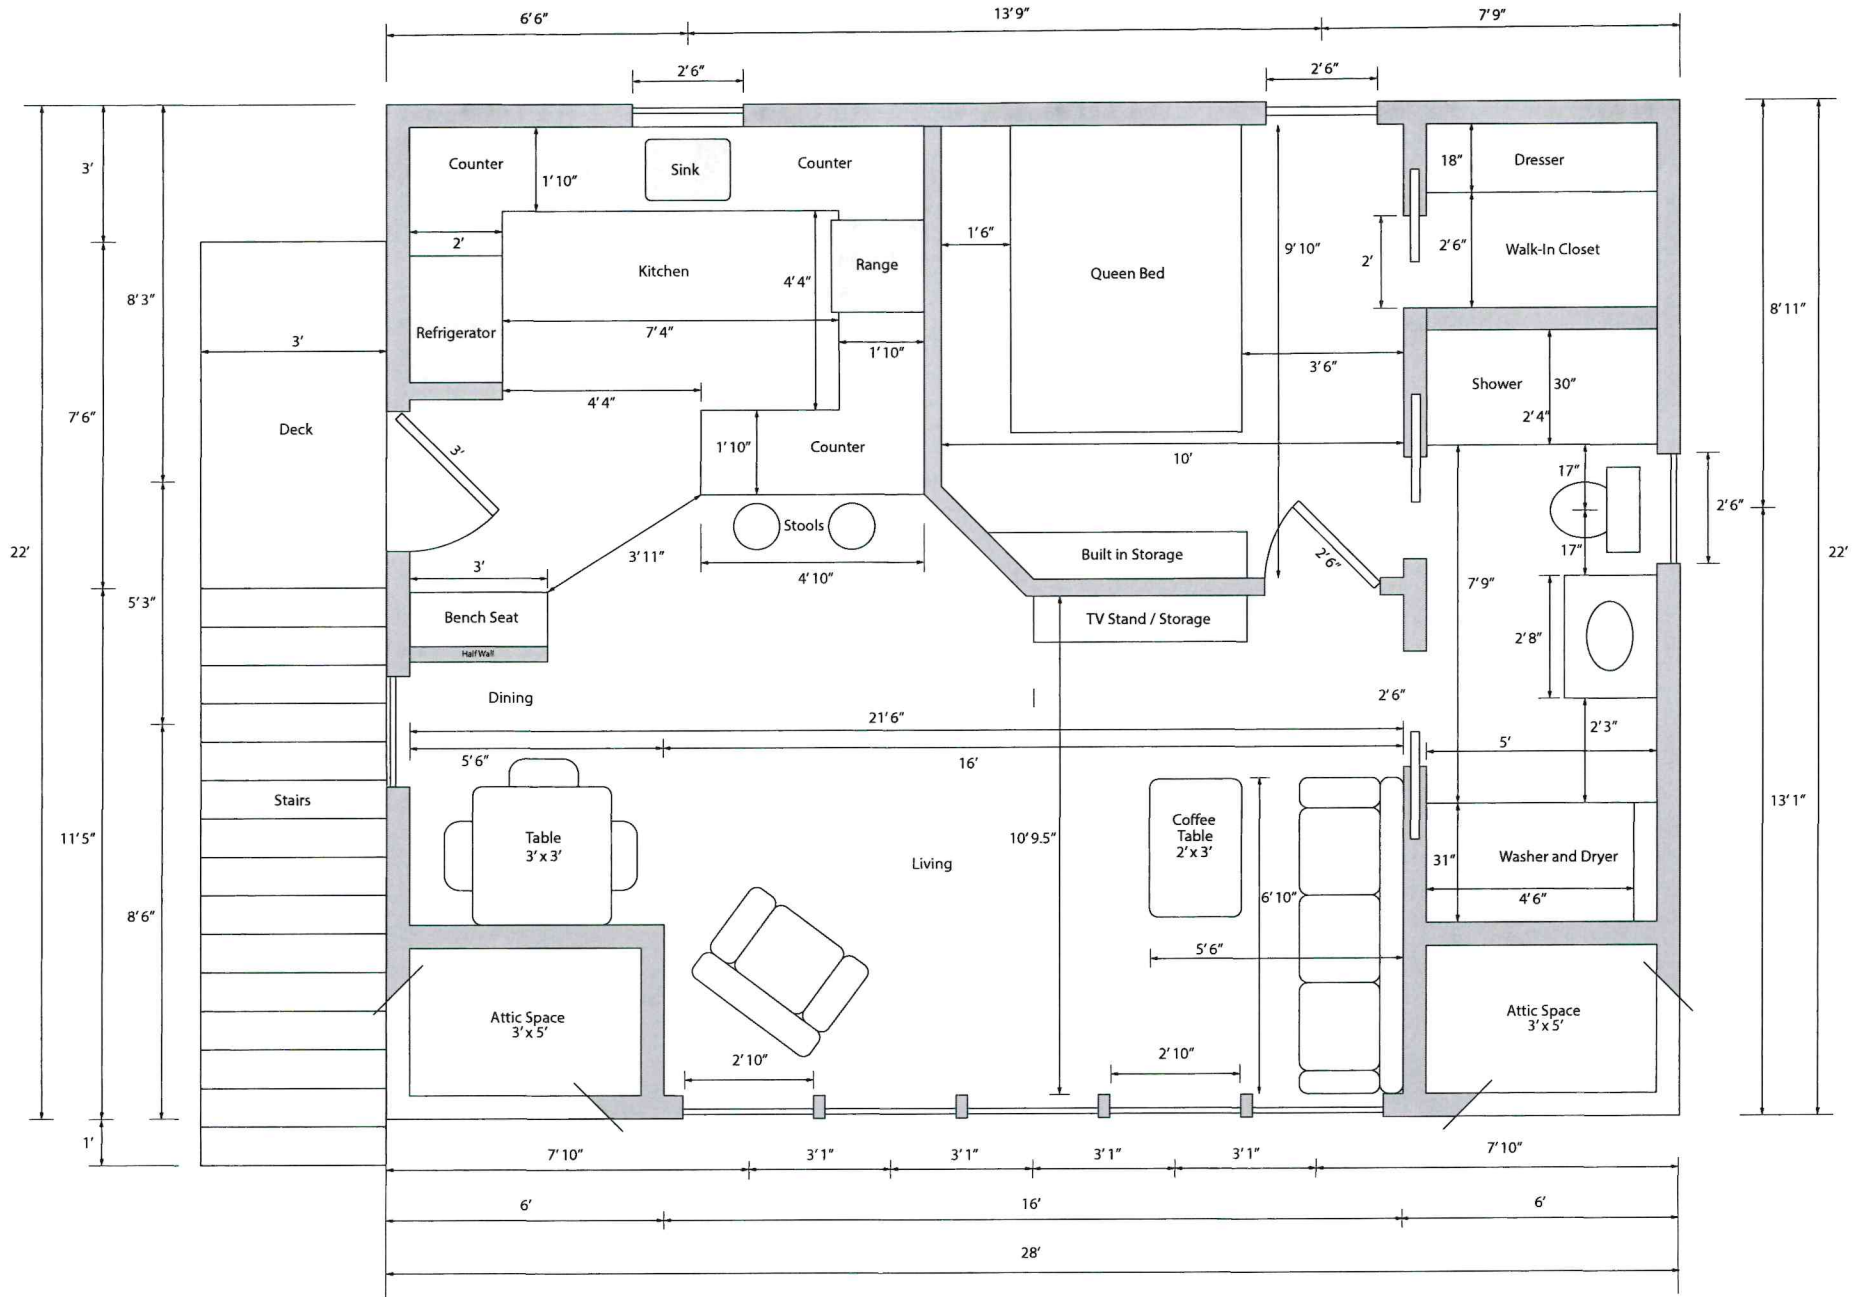 6' 6"
13' 9"
7' 9"
2' 6"
2' 6"
3'
Counter
1' 10"
Sink
Counter
18"
Dresser
2'
1' 6"
9' 10"
2'
2' 6"
Walk-In Closet
Kitchen
4' 4"
Range
Queen Bed
8' 3"
8' 11"
Refrigerator
7' 4"
1' 10"
3'
3' 6"
Shower
30"
4' 4"
7' 6"
2' 4"
Deck
3'
1' 10"
Counter
10'
17"
2' 6"
22'
Stools
3' 11"
4' 10"
Built in Storage
2' 6"
17"
22'
3'
7' 9"
5' 3"
Bench Seat
TV Stand / Storage
2' 8"
Half Wall
Dining
2' 6"
21' 6"
2' 3"
5' 6"
16'
5'
Stairs
13' 1"
11' 5"
Table
3' x 3'
10' 9.5"
Coffee
Table
2' x 3'
Living
31"
Washer and Dryer
6' 10"
4' 6"
8' 6"
5' 6"
Attic Space
3' x 5'
Attic Space
3' x 5'
2' 10"
2' 10"
1'
7' 10"
3' 1"
3' 1"
3' 1"
3' 1"
7' 10"
6'
16'
6'
28'